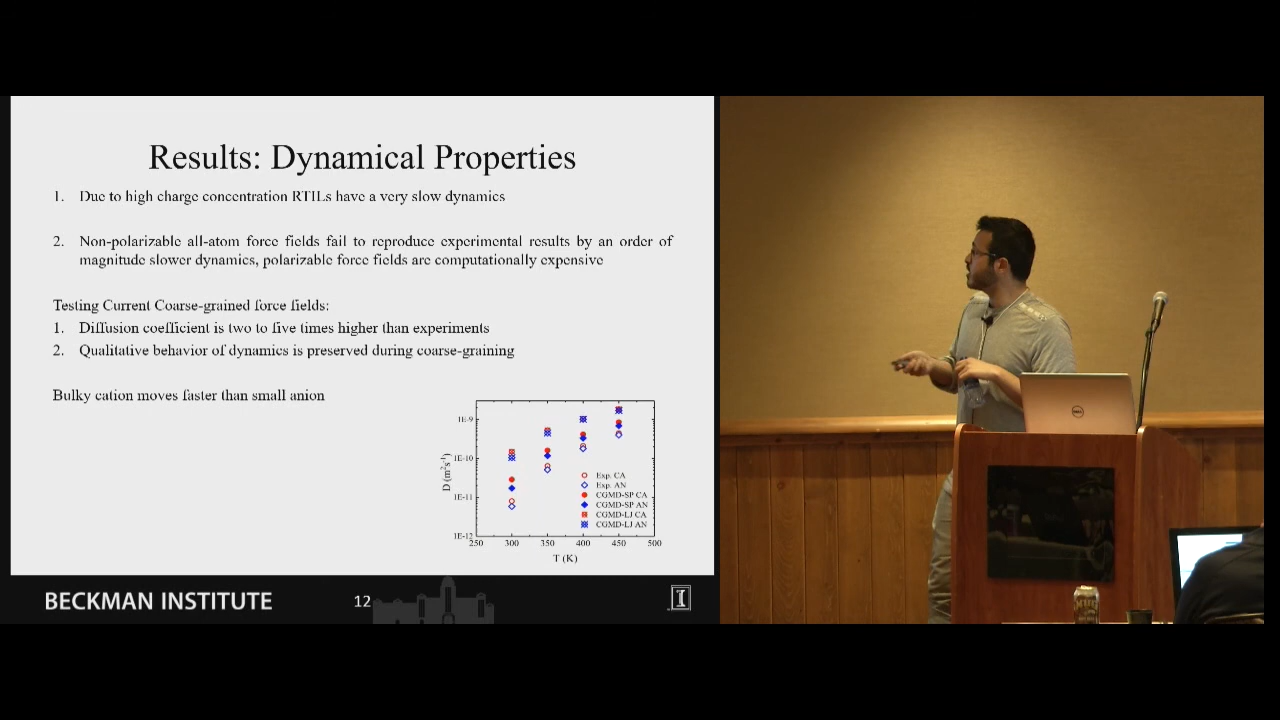 Results: Dynamical Properties
1. Due to high charge concentration RTILs have a very slow dynamics
2. Non-polarizable all-atom force fields fail to reproduce experimental results by an order of
magnitude slower dynamics, polarizable force fields are computationally expensive
Testing Current Coarse-grained force fields:
1. Diffusion coefficient is two to five times higher than experiments
2. Qualitative behavior of dynamics is preserved during coarse-graining
Bulky cation moves faster than small anion
1E-9
1E-10
1E-11
1E-12
D (m²s⁻¹)
Exp. CA
Exp. AN
CGMD-SP CA
CGMD-SP AN
CGMD-LJ CA
CGMD-LJ AN
250 300 350 400 450 500
T (K)
BECKMAN INSTITUTE
12
I
DELL